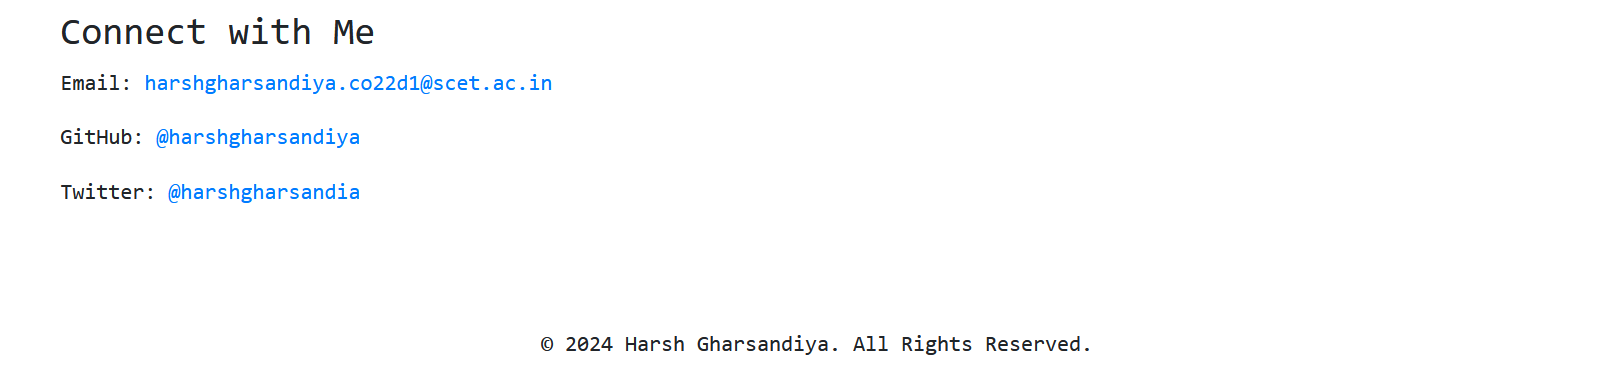 Connect with Me
Email: harshgharsandiya.co22d1@scet.ac.in
GitHub: @harshgharsandiya
Twitter: @harshgharsandia
© 2024 Harsh Gharsandiya. All Rights Reserved.